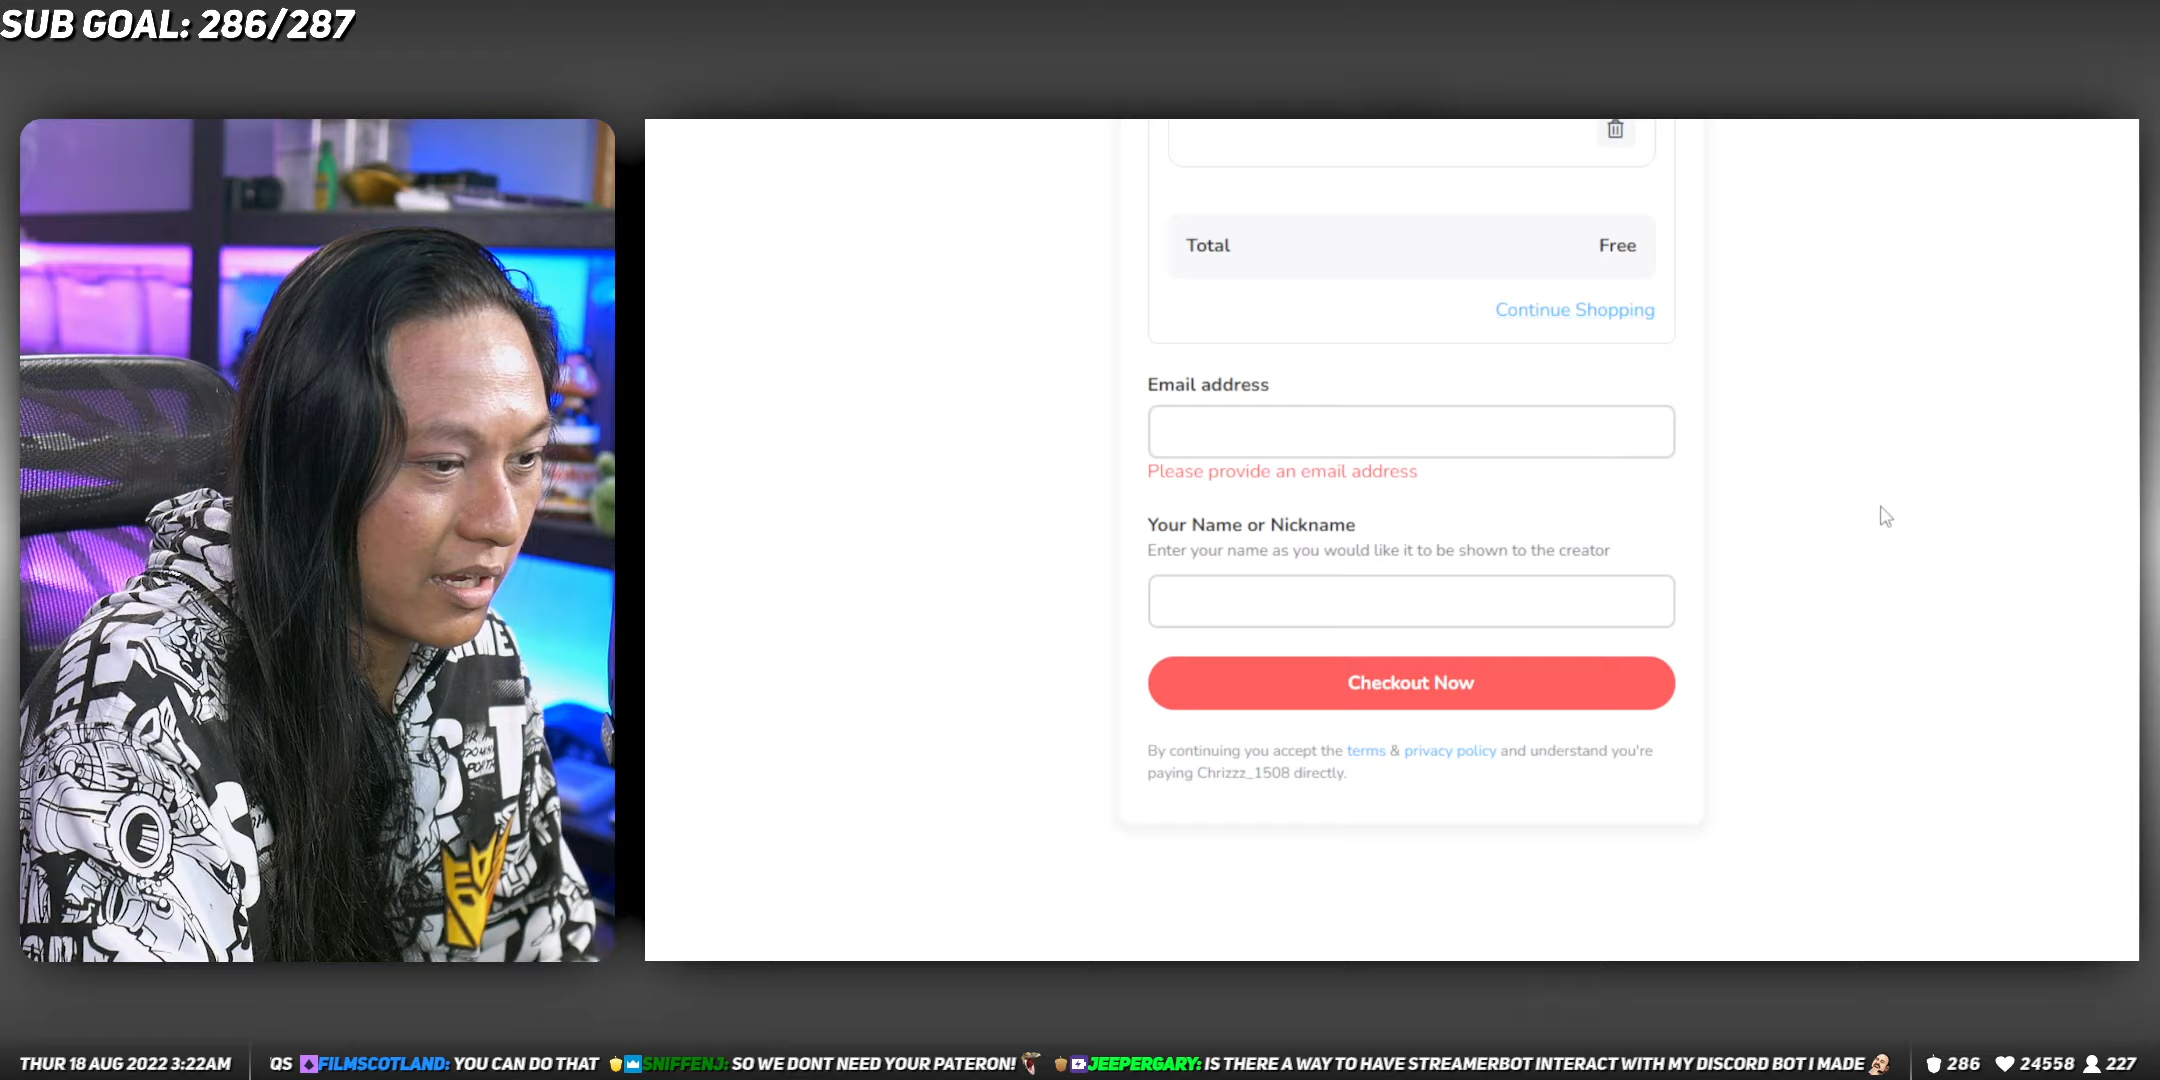 SUB GOAL: 286/287
Total
Free
Continue Shopping
Email address
Please provide an email address
Your Name or Nickname
Enter your name as you would like it to be shown to the creator
Checkout Now
By continuing you accept the terms & privacy policy and understand you're
paying Chrizzz_1508 directly.
THUR 18 AUG 2022 3:22AM
QS FILMSCOTLAND: YOU CAN DO THAT SNIFFENJ: SO WE DONT NEED YOUR PATERON! JEEPERGARY: IS THERE A WAY TO HAVE STREAMERBOT INTERACT WITH MY DISCORD BOT I MADE
286 24558 227